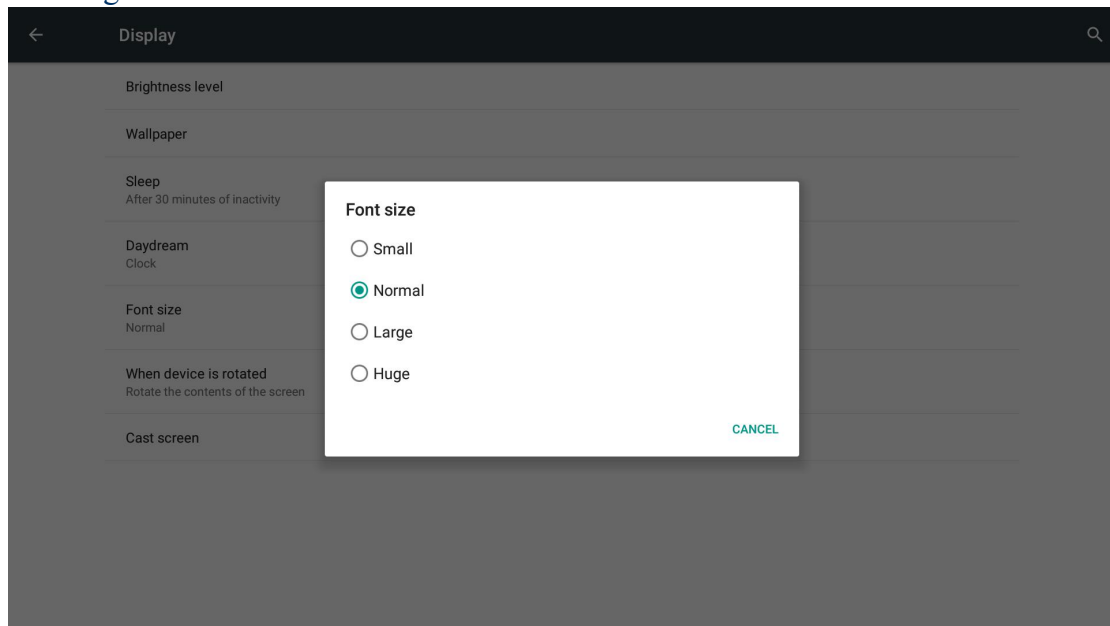 Display
Brightness level
Wallpaper
Sleep
After 30 minutes of inactivity
Daydream
Clock
Font size
Normal
When device is rotated
Rotate the contents of the screen
Cast screen
Font size
Small
Normal
Large
Huge
CANCEL